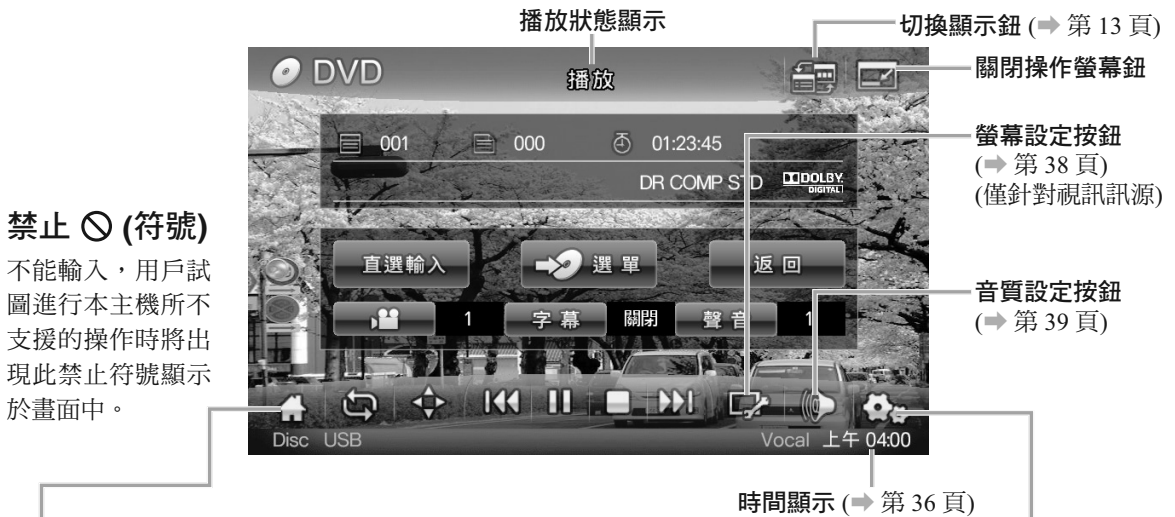 播放狀態顯示
切換顯示鈕 (➡ 第 13 頁)
關閉操作螢幕鈕
DVD
播放
螢幕設定按鈕
(➡ 第 38 頁)
(僅針對視訊訊源)
001 000 01:23:45
DR COMP STD DOLBY DIGITAL
禁止 🚫 (符號)
不能輸入，用戶試
圖進行本主機所不
支援的操作時將出
現此禁止符號顯示
於畫面中。
直選輸入 選單 返回
音質設定按鈕
(➡ 第 39 頁)
1 字幕 關閉 聲音 1
Disc USB Vocal 上午 04:00
時間顯示 (➡ 第 36 頁)